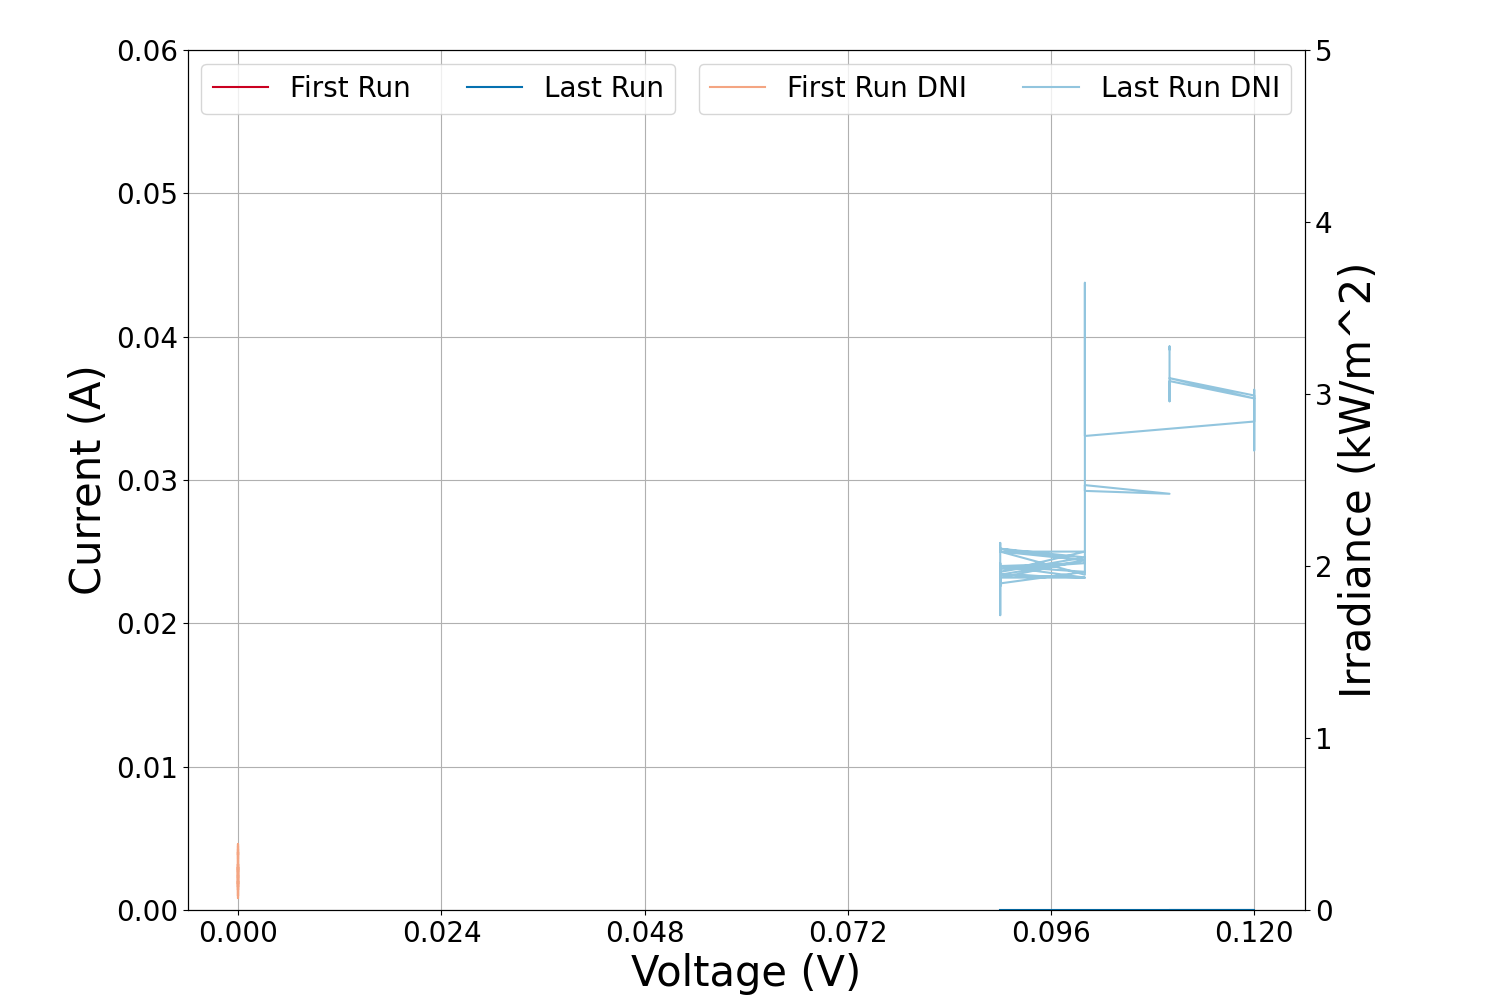 First Run
Last Run
First Run DNI
Last Run DNI
0.06
0.05
0.04
0.03
0.02
0.01
0.00
Current (A)
5
4
3
2
1
0
Irradiance (kW/m^2)
0.000 0.024 0.048 0.072 0.096 0.120
Voltage (V)